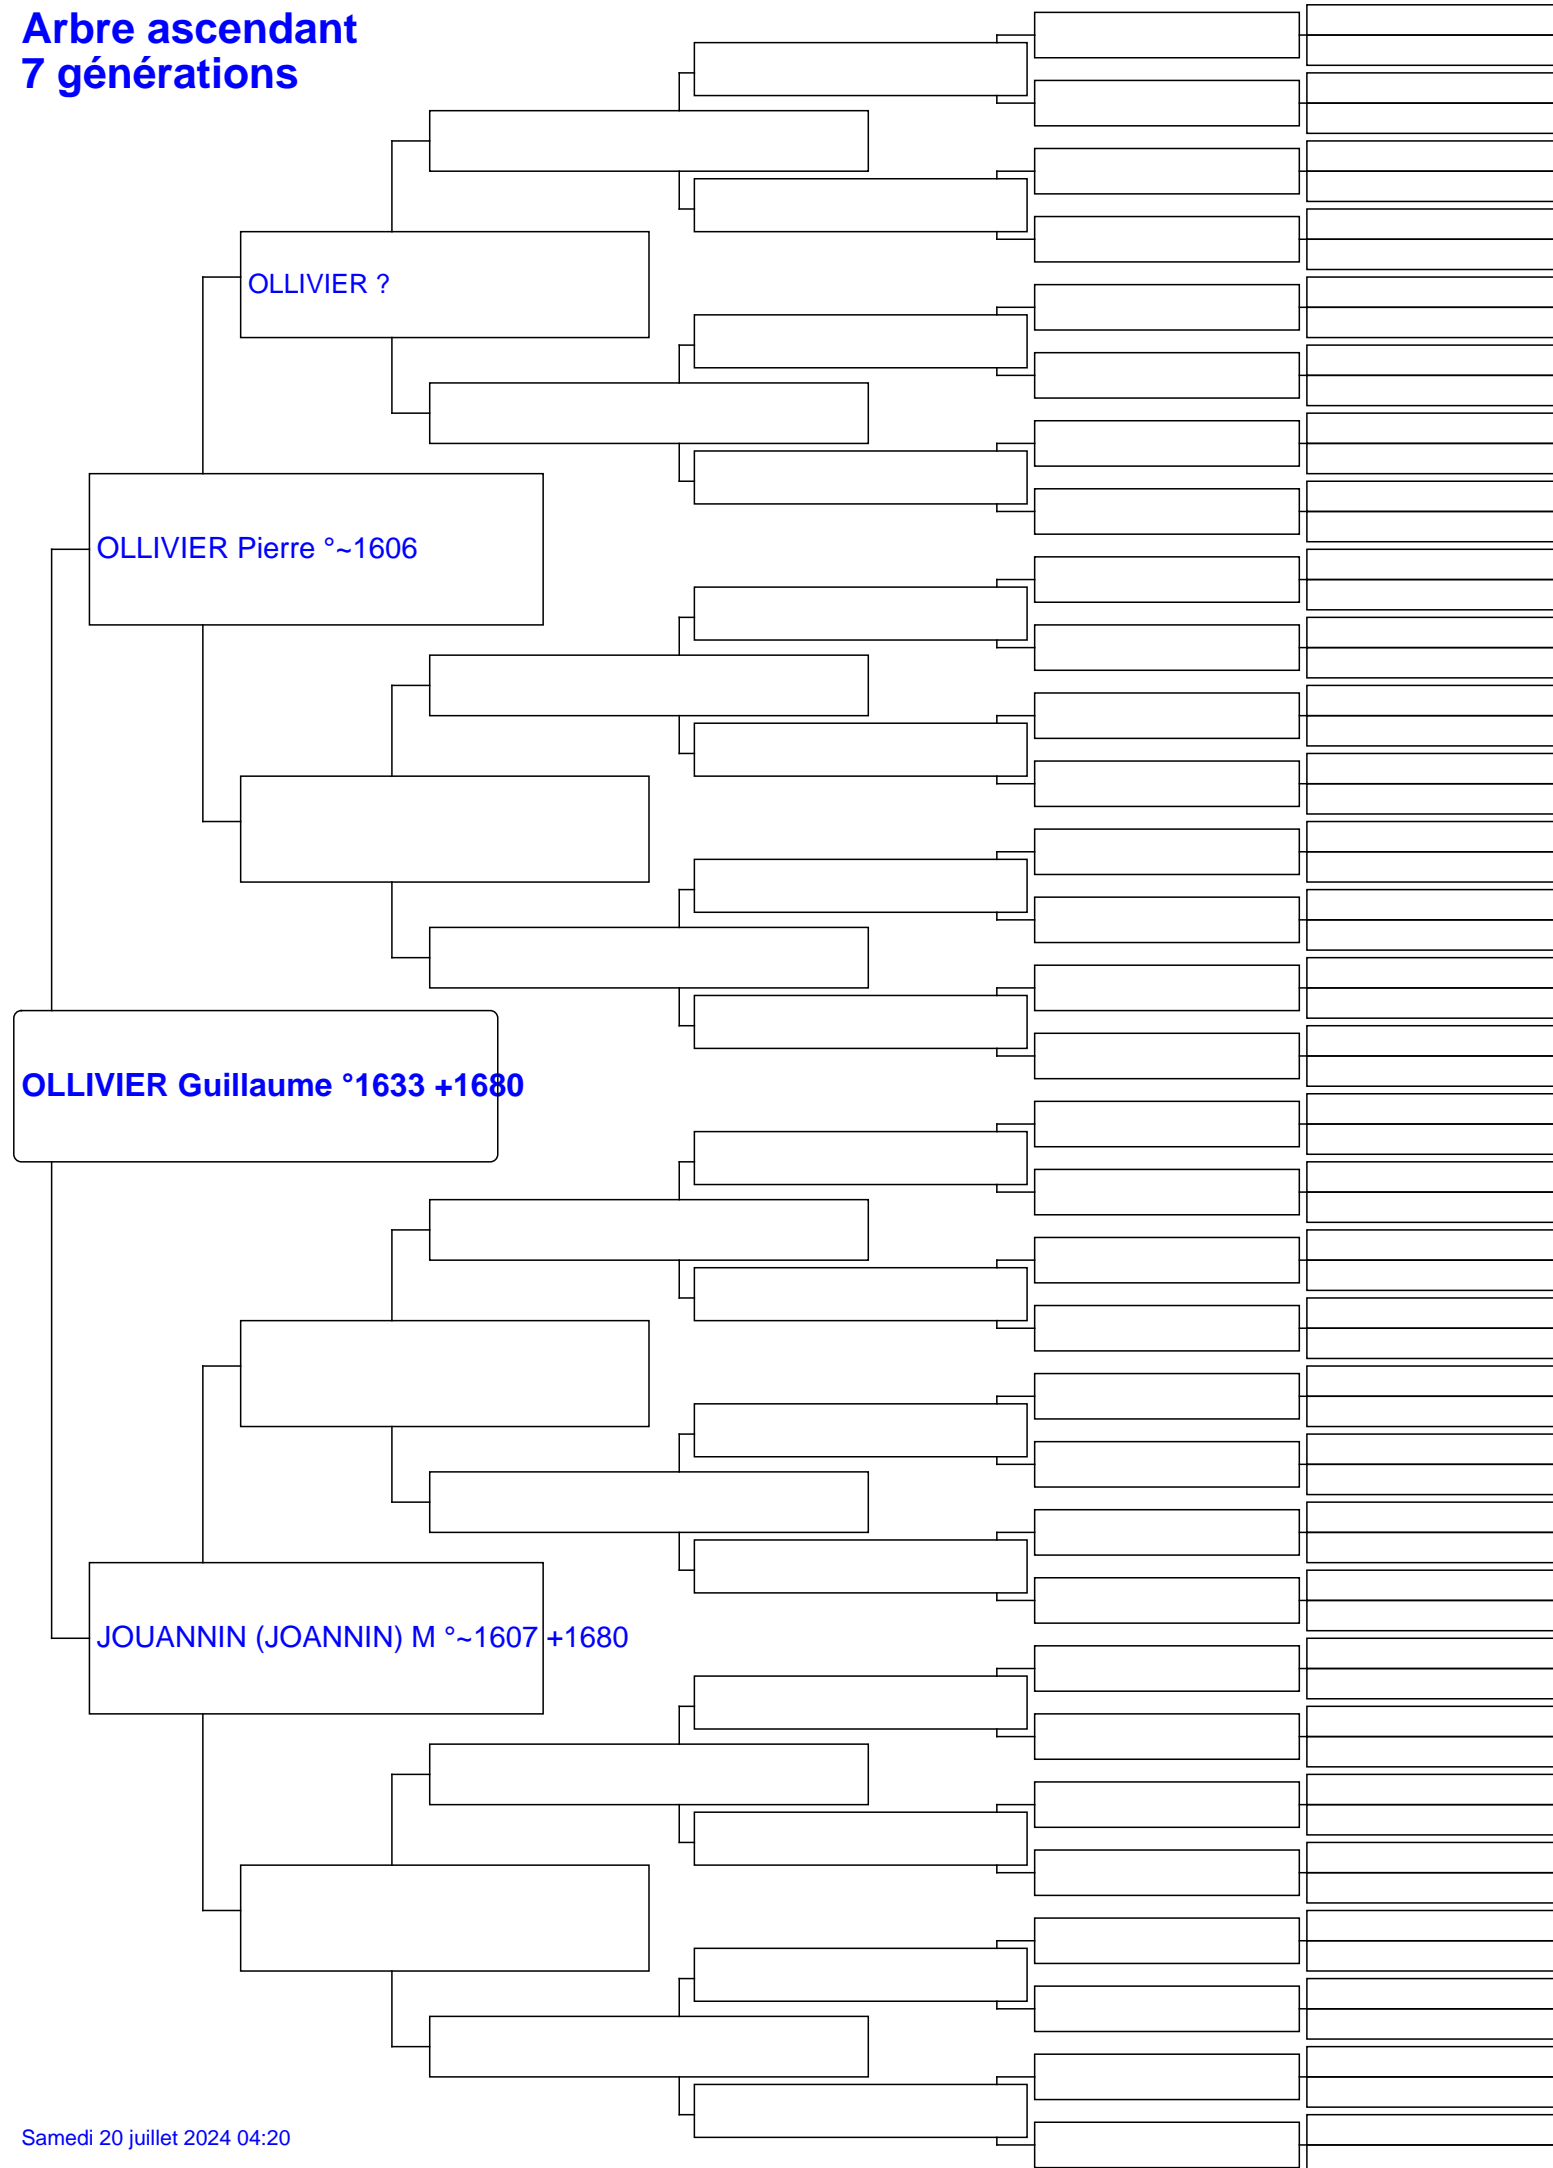 Arbre ascendant
7 générations
OLLIVIER ?
OLLIVIER Pierre °~1606
OLLIVIER Guillaume °1633 +1680
JOUANNIN (JOANNIN) M °~1607 +1680
Samedi 20 juillet 2024 04:20